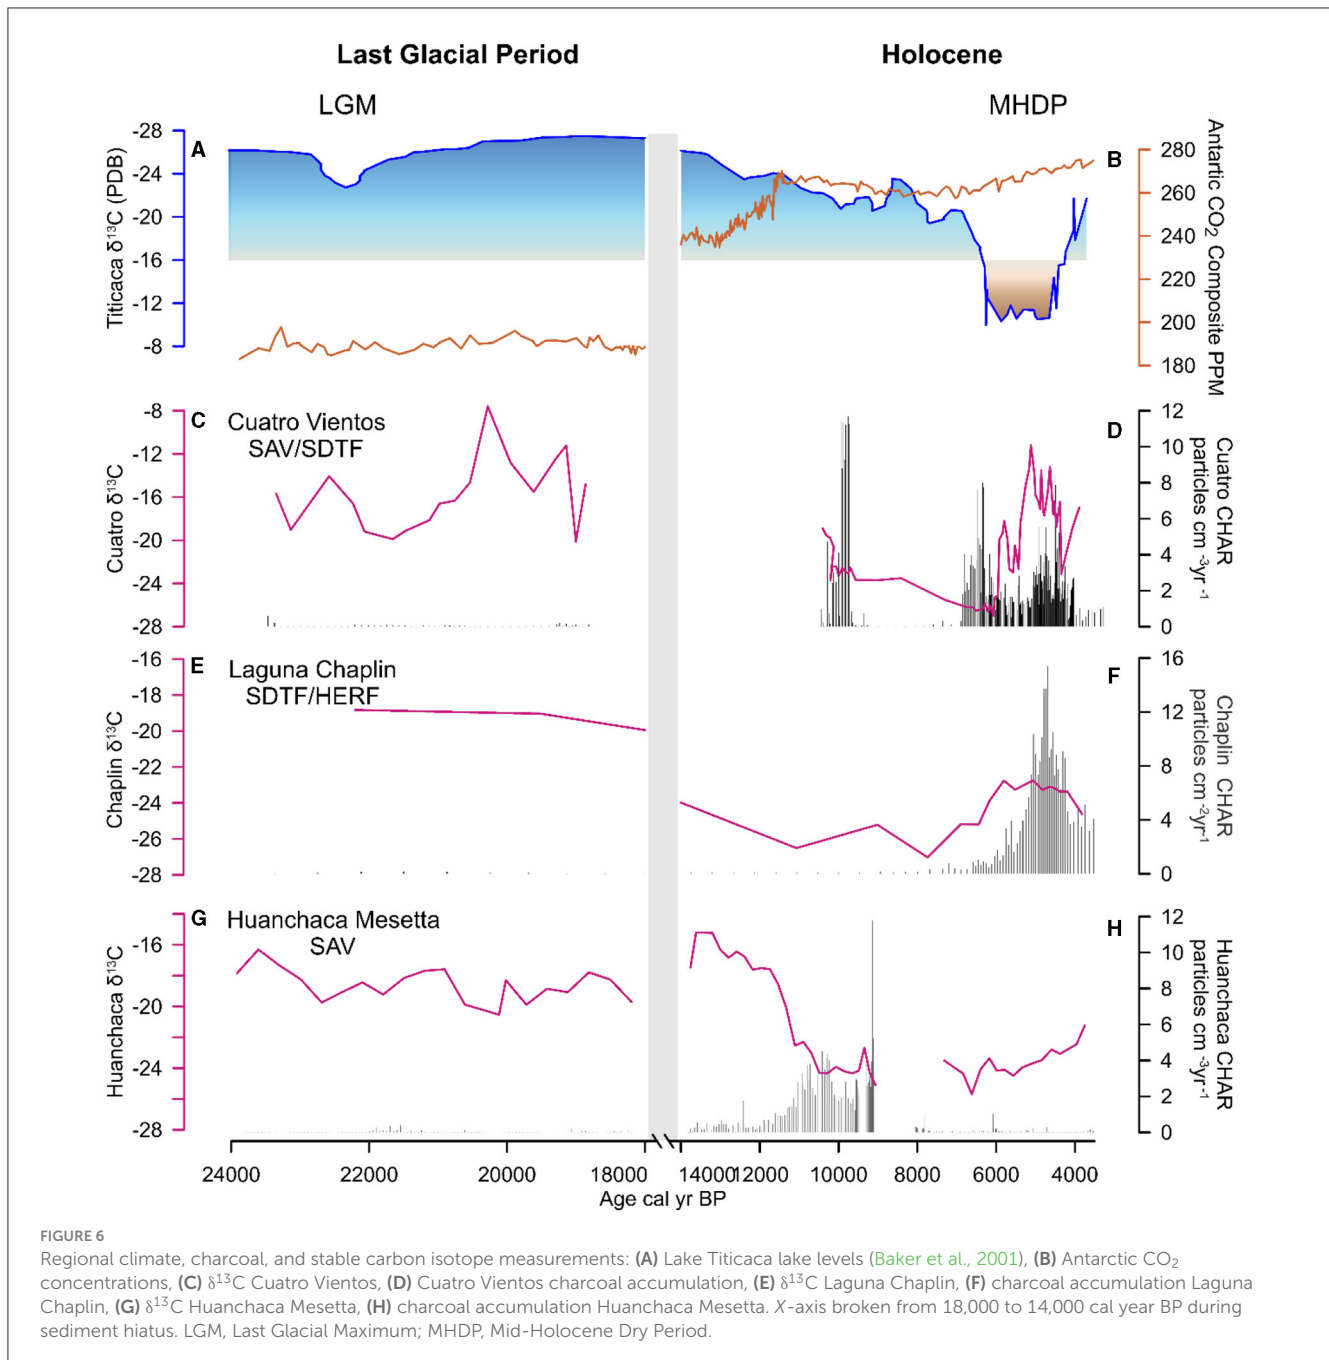 Last Glacial Period
Holocene
LGM
MHDP
A
B
Titicaca δ13C (PDB)
-28
-24
-20
-16
-12
-8
Antartic CO2 Composite PPM
280
260
240
220
200
180
C
Cuatro Vientos
SAV/SDTF
D
Cuatro δ13C
-8
-12
-16
-20
-24
-28
Cuatro CHAR
particles cm -3yr -1
12
10
8
6
4
2
0
E
Laguna Chaplin
SDTF/HERF
F
Chaplin δ13C
-16
-18
-20
-22
-24
-26
-28
Chaplin CHAR
particles cm -2yr-1
16
12
8
4
0
G
Huanchaca Mesetta
SAV
H
Huanchaca δ13C
-16
-20
-24
-28
Huanchaca CHAR
particles cm -3yr-1
12
10
8
6
4
2
0
24000 22000 20000 18000 14000 12000 10000 8000 6000 4000
Age cal yr BP
FIGURE 6
Regional climate, charcoal, and stable carbon isotope measurements: (A) Lake Titicaca lake levels (Baker et al., 2001), (B) Antarctic CO2
concentrations, (C) δ13C Cuatro Vientos, (D) Cuatro Vientos charcoal accumulation, (E) δ13C Laguna Chaplin, (F) charcoal accumulation Laguna
Chaplin, (G) δ13C Huanchaca Mesetta, (H) charcoal accumulation Huanchaca Mesetta. X-axis broken from 18,000 to 14,000 cal year BP during
sediment hiatus. LGM, Last Glacial Maximum; MHDP, Mid-Holocene Dry Period.